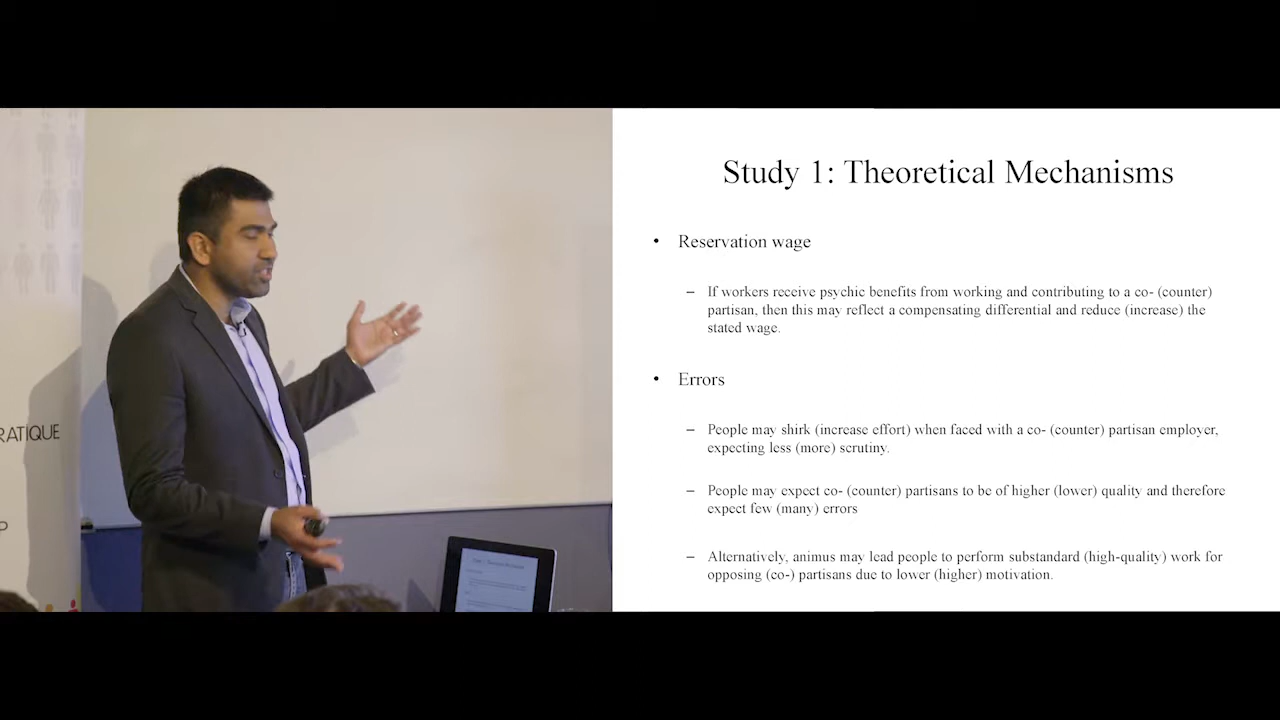 RATIQUE
P
Study 1: Theoretical Mechanisms
• Reservation wage
– If workers receive psychic benefits from working and contributing to a co- (counter)
partisan, then this may reflect a compensating differential and reduce (increase) the
stated wage.
• Errors
– People may shirk (increase effort) when faced with a co- (counter) partisan employer,
expecting less (more) scrutiny.
– People may expect co- (counter) partisans to be of higher (lower) quality and therefore
expect few (many) errors
– Alternatively, animus may lead people to perform substandard (high-quality) work for
opposing (co-) partisans due to lower (higher) motivation.